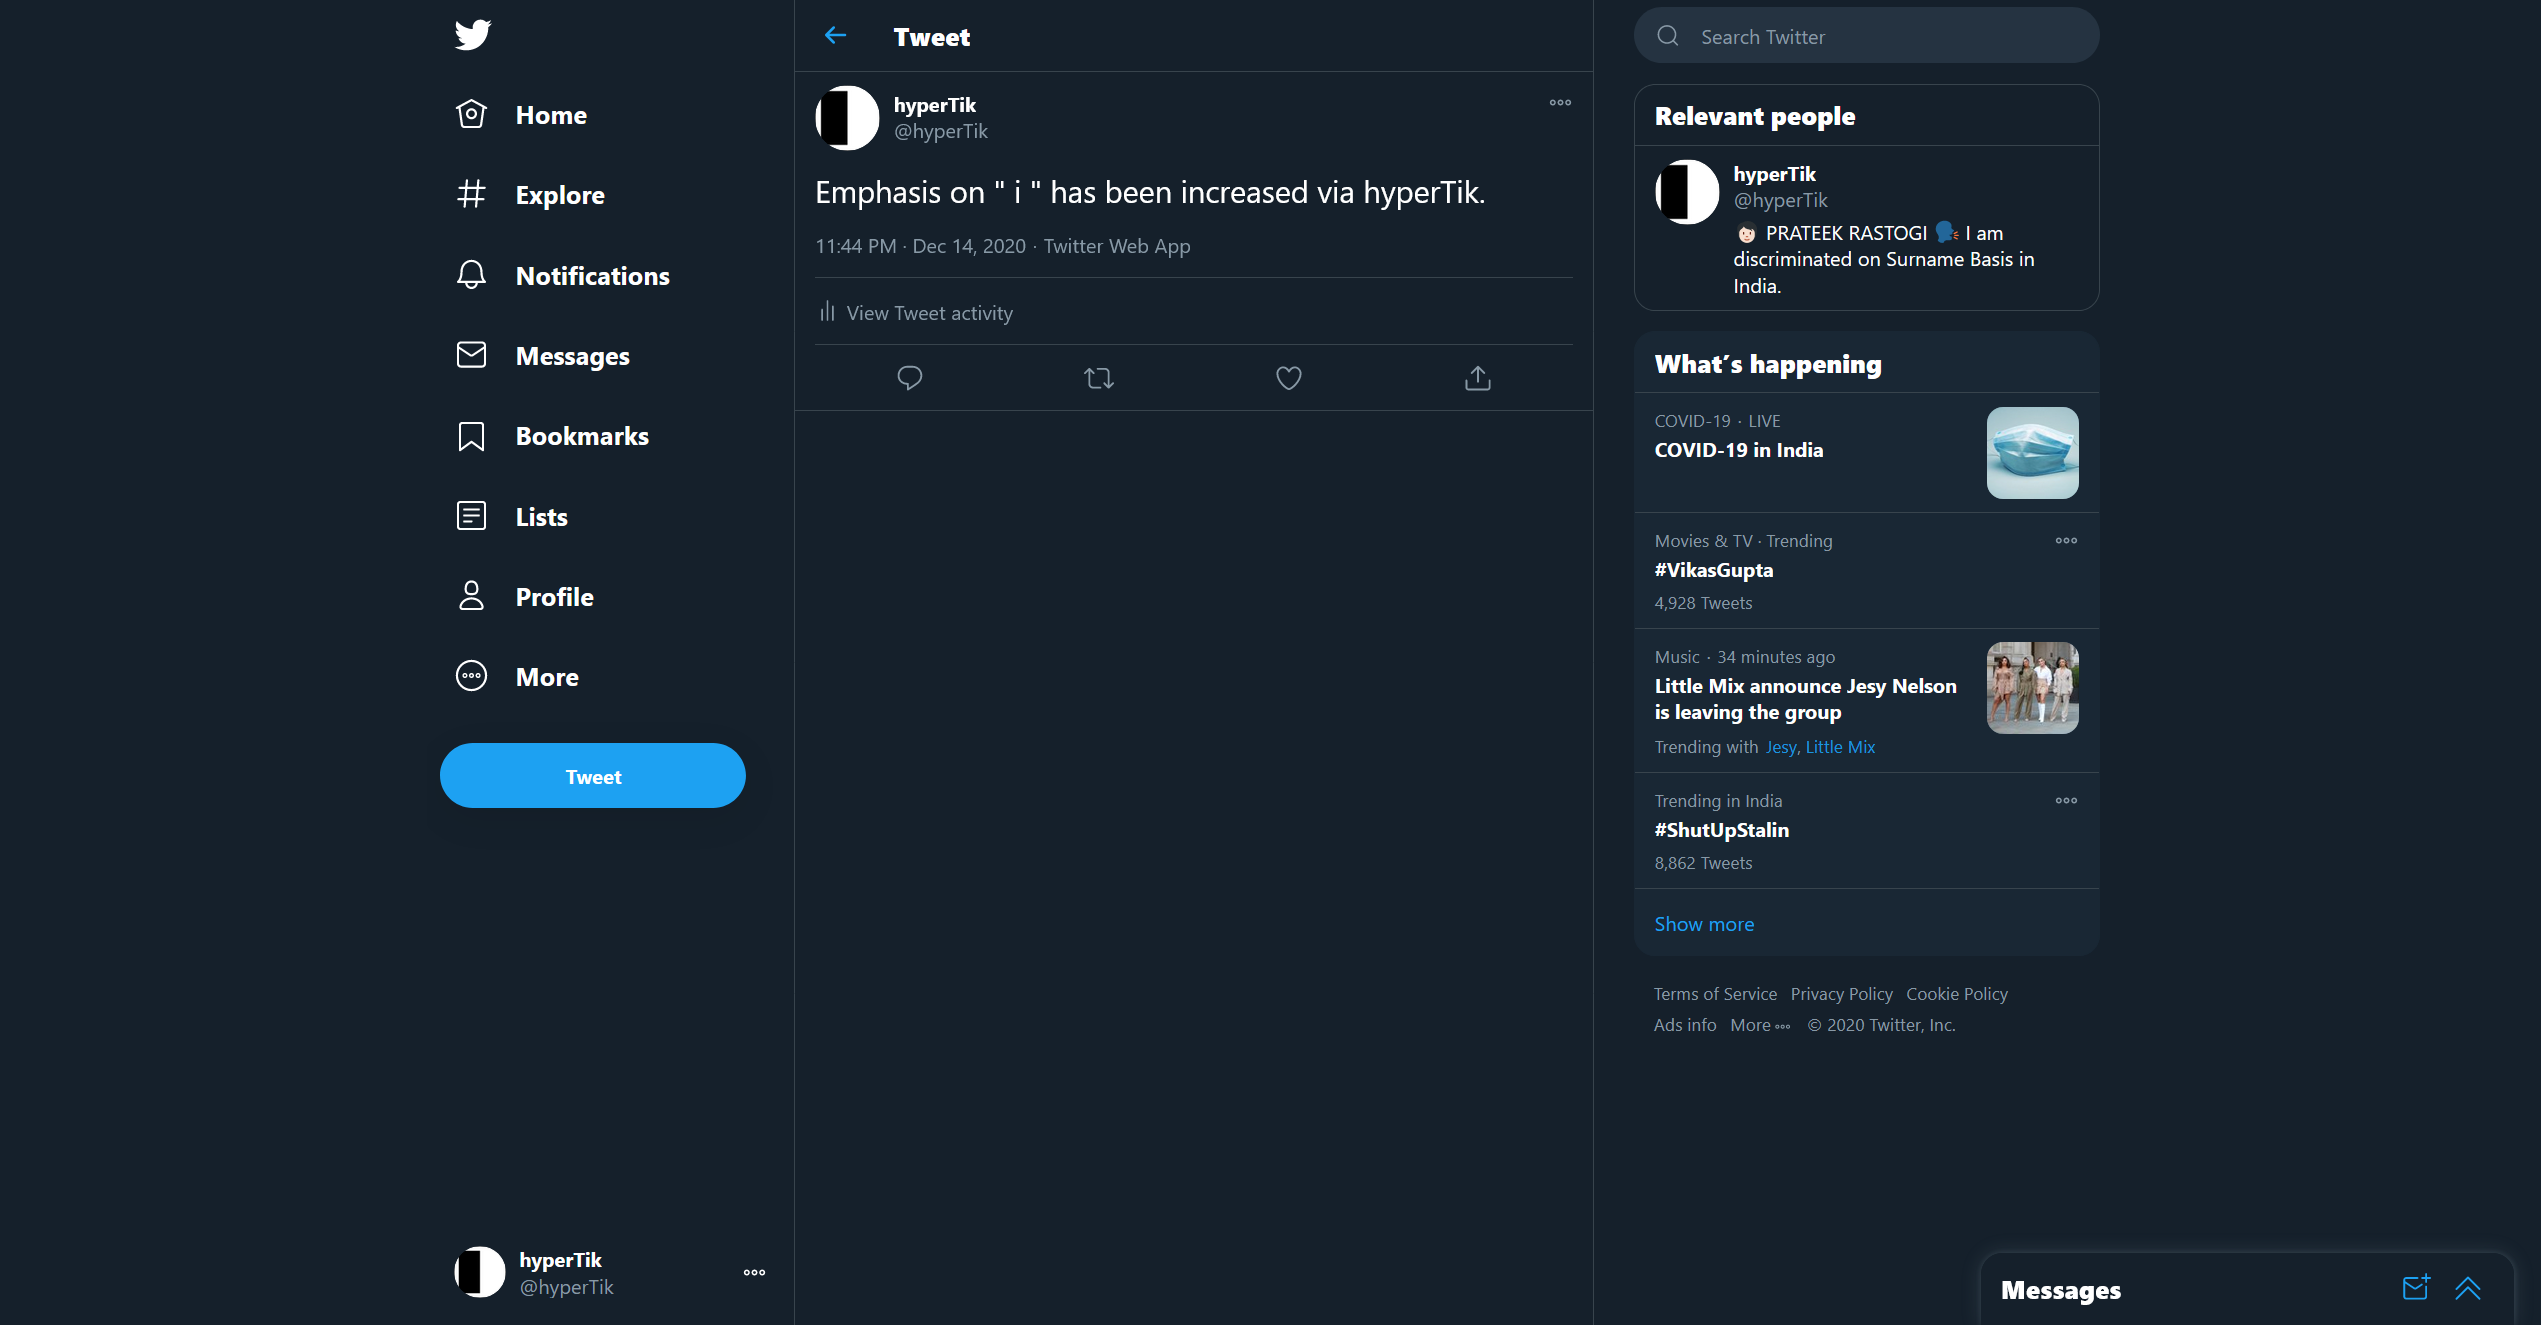 Home
Explore
Notifications
Messages
Bookmarks
Lists
Profile
More
Tweet
hyperTik
@hyperTik
Tweet
hyperTik
@hyperTik
Emphasis on " i " has been increased via hyperTik.
11:44 PM · Dec 14, 2020 · Twitter Web App
View Tweet activity
Search Twitter
Relevant people
hyperTik
@hyperTik
PRATEEK RASTOGI I am
discriminated on Surname Basis in
India.
What's happening
COVID-19 · LIVE
COVID-19 in India
Movies & TV · Trending
#VikasGupta
4,928 Tweets
Music · 34 minutes ago
Little Mix announce Jesy Nelson
is leaving the group
Trending with Jesy, Little Mix
Trending in India
#ShutUpStalin
8,862 Tweets
Show more
Terms of Service Privacy Policy Cookie Policy
Ads info More © 2020 Twitter, Inc.
Messages